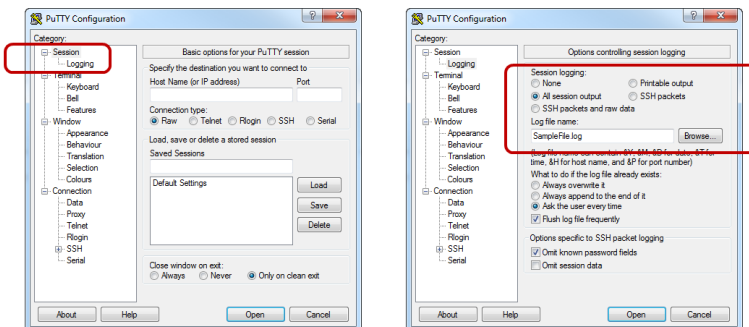 PuTTY Configuration
Category:
Session
Logging
Terminal
Keyboard
Bell
Features
Window
Appearance
Behaviour
Translation
Selection
Colours
Connection
Data
Proxy
Telnet
Rlogin
SSH
Serial
Basic options for your PuTTY session
Specify the destination you want to connect to
Host Name (or IP address) Port
Connection type:
Raw Telnet Rlogin SSH Serial
Load, save or delete a stored session
Saved Sessions
Default Settings
Load
Save
Delete
Close window on exit:
Always Never Only on clean exit
About Help Open Cancel
PuTTY Configuration
Category:
Session
Logging
Terminal
Keyboard
Bell
Features
Window
Appearance
Behaviour
Translation
Selection
Colours
Connection
Data
Proxy
Telnet
Rlogin
SSH
Serial
Options controlling session logging
Session logging:
None Printable output
All session output SSH packets
SSH packets and raw data
Log file name:
SampleFile.log Browse...
(Log file name can contain &Y, &M, &D for date, &T for
time, &H for host name, and &P for port number)
What to do if the log file already exists:
Always overwrite it
Always append to the end of it
Ask the user every time
Flush log file frequently
Options specific to SSH packet logging
Omit known password fields
Omit session data
About Help Open Cancel